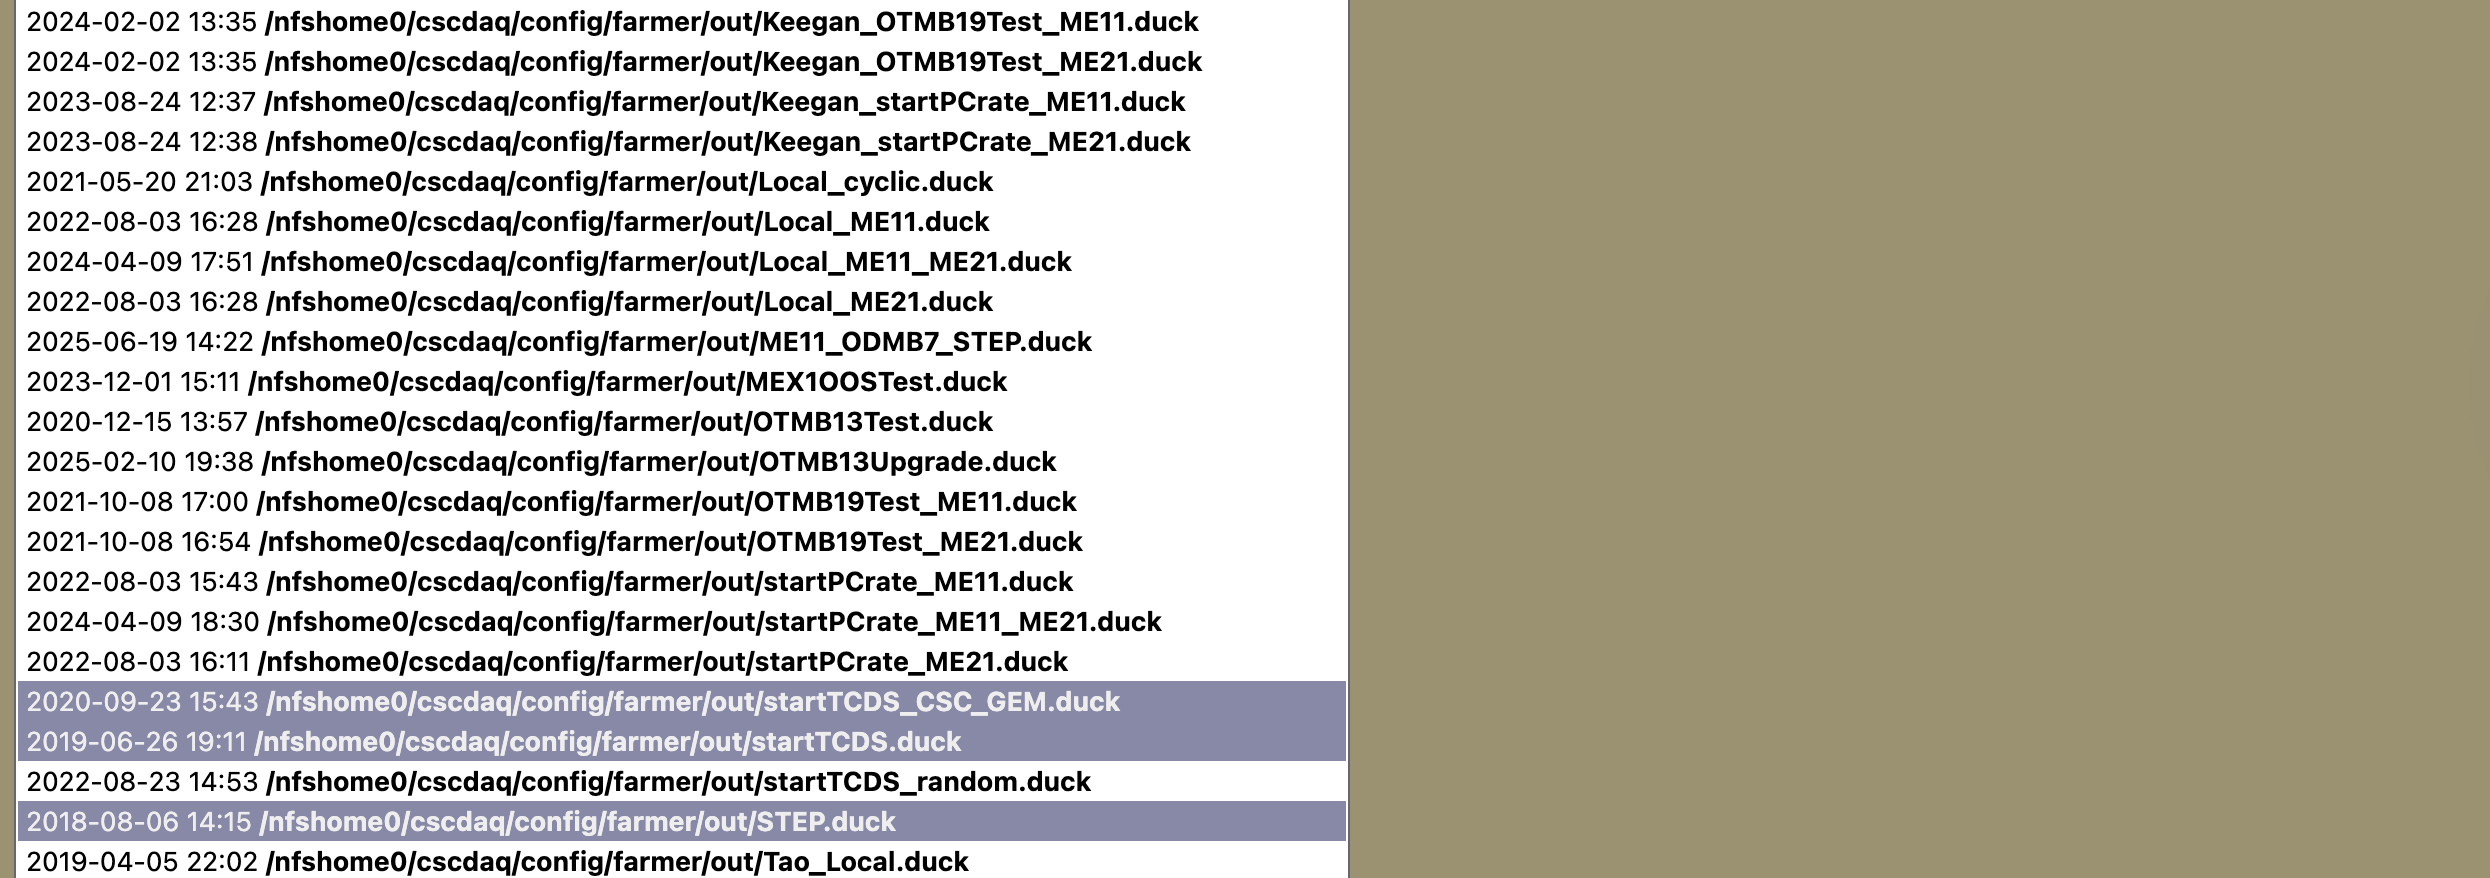 2024-02-02 13:35 /nfshome0/cscdaq/config/farmer/out/Keegan_OTMB19Test_ME11.duck
2024-02-02 13:35 /nfshome0/cscdaq/config/farmer/out/Keegan_OTMB19Test_ME21.duck
2023-08-24 12:37 /nfshome0/cscdaq/config/farmer/out/Keegan_startPCrate_ME11.duck
2023-08-24 12:38 /nfshome0/cscdaq/config/farmer/out/Keegan_startPCrate_ME21.duck
2021-05-20 21:03 /nfshome0/cscdaq/config/farmer/out/Local_cyclic.duck
2022-08-03 16:28 /nfshome0/cscdaq/config/farmer/out/Local_ME11.duck
2024-04-09 17:51 /nfshome0/cscdaq/config/farmer/out/Local_ME11_ME21.duck
2022-08-03 16:28 /nfshome0/cscdaq/config/farmer/out/Local_ME21.duck
2025-06-19 14:22 /nfshome0/cscdaq/config/farmer/out/ME11_ODMB7_STEP.duck
2023-12-01 15:11 /nfshome0/cscdaq/config/farmer/out/MEX1OOSTest.duck
2020-12-15 13:57 /nfshome0/cscdaq/config/farmer/out/OTMB13Test.duck
2025-02-10 19:38 /nfshome0/cscdaq/config/farmer/out/OTMB13Upgrade.duck
2021-10-08 17:00 /nfshome0/cscdaq/config/farmer/out/OTMB19Test_ME11.duck
2021-10-08 16:54 /nfshome0/cscdaq/config/farmer/out/OTMB19Test_ME21.duck
2022-08-03 15:43 /nfshome0/cscdaq/config/farmer/out/startPCrate_ME11.duck
2024-04-09 18:30 /nfshome0/cscdaq/config/farmer/out/startPCrate_ME11_ME21.duck
2022-08-03 16:11 /nfshome0/cscdaq/config/farmer/out/startPCrate_ME21.duck
2020-09-23 15:43 /nfshome0/cscdaq/config/farmer/out/startTCDS_CSC_GEM.duck
2019-06-26 19:11 /nfshome0/cscdaq/config/farmer/out/startTCDS.duck
2022-08-23 14:53 /nfshome0/cscdaq/config/farmer/out/startTCDS_random.duck
2018-08-06 14:15 /nfshome0/cscdaq/config/farmer/out/STEP.duck
2019-04-05 22:02 /nfshome0/cscdaq/config/farmer/out/Tao_Local.duck